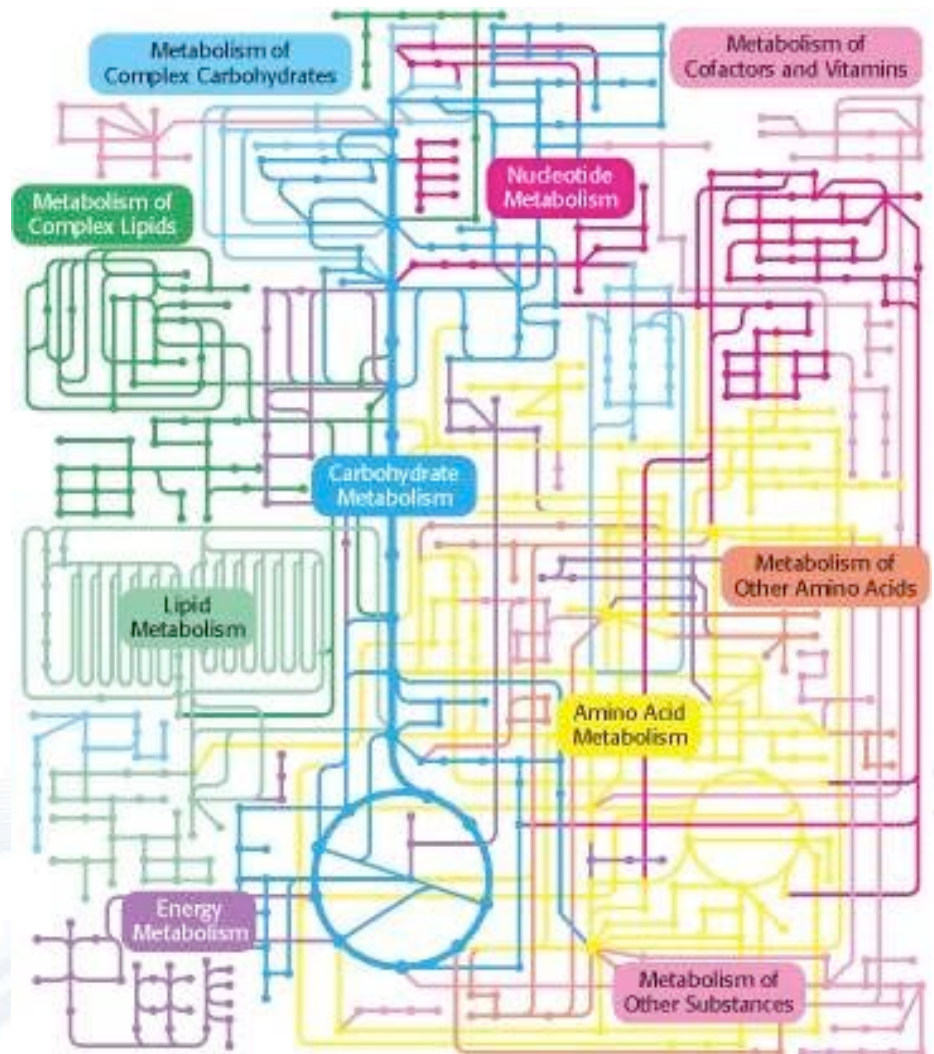 Metabolism of
Complex Carbohydrates
Metabolism of
Cofactors and Vitamins
Nucleotide
Metabolism
Metabolism of
Complex Lipids
Carbohydrate
Metabolism
Metabolism of
Other Amino Acids
Lipid
Metabolism
Amino Acid
Metabolism
Energy
Metabolism
Metabolism of
Other Substances